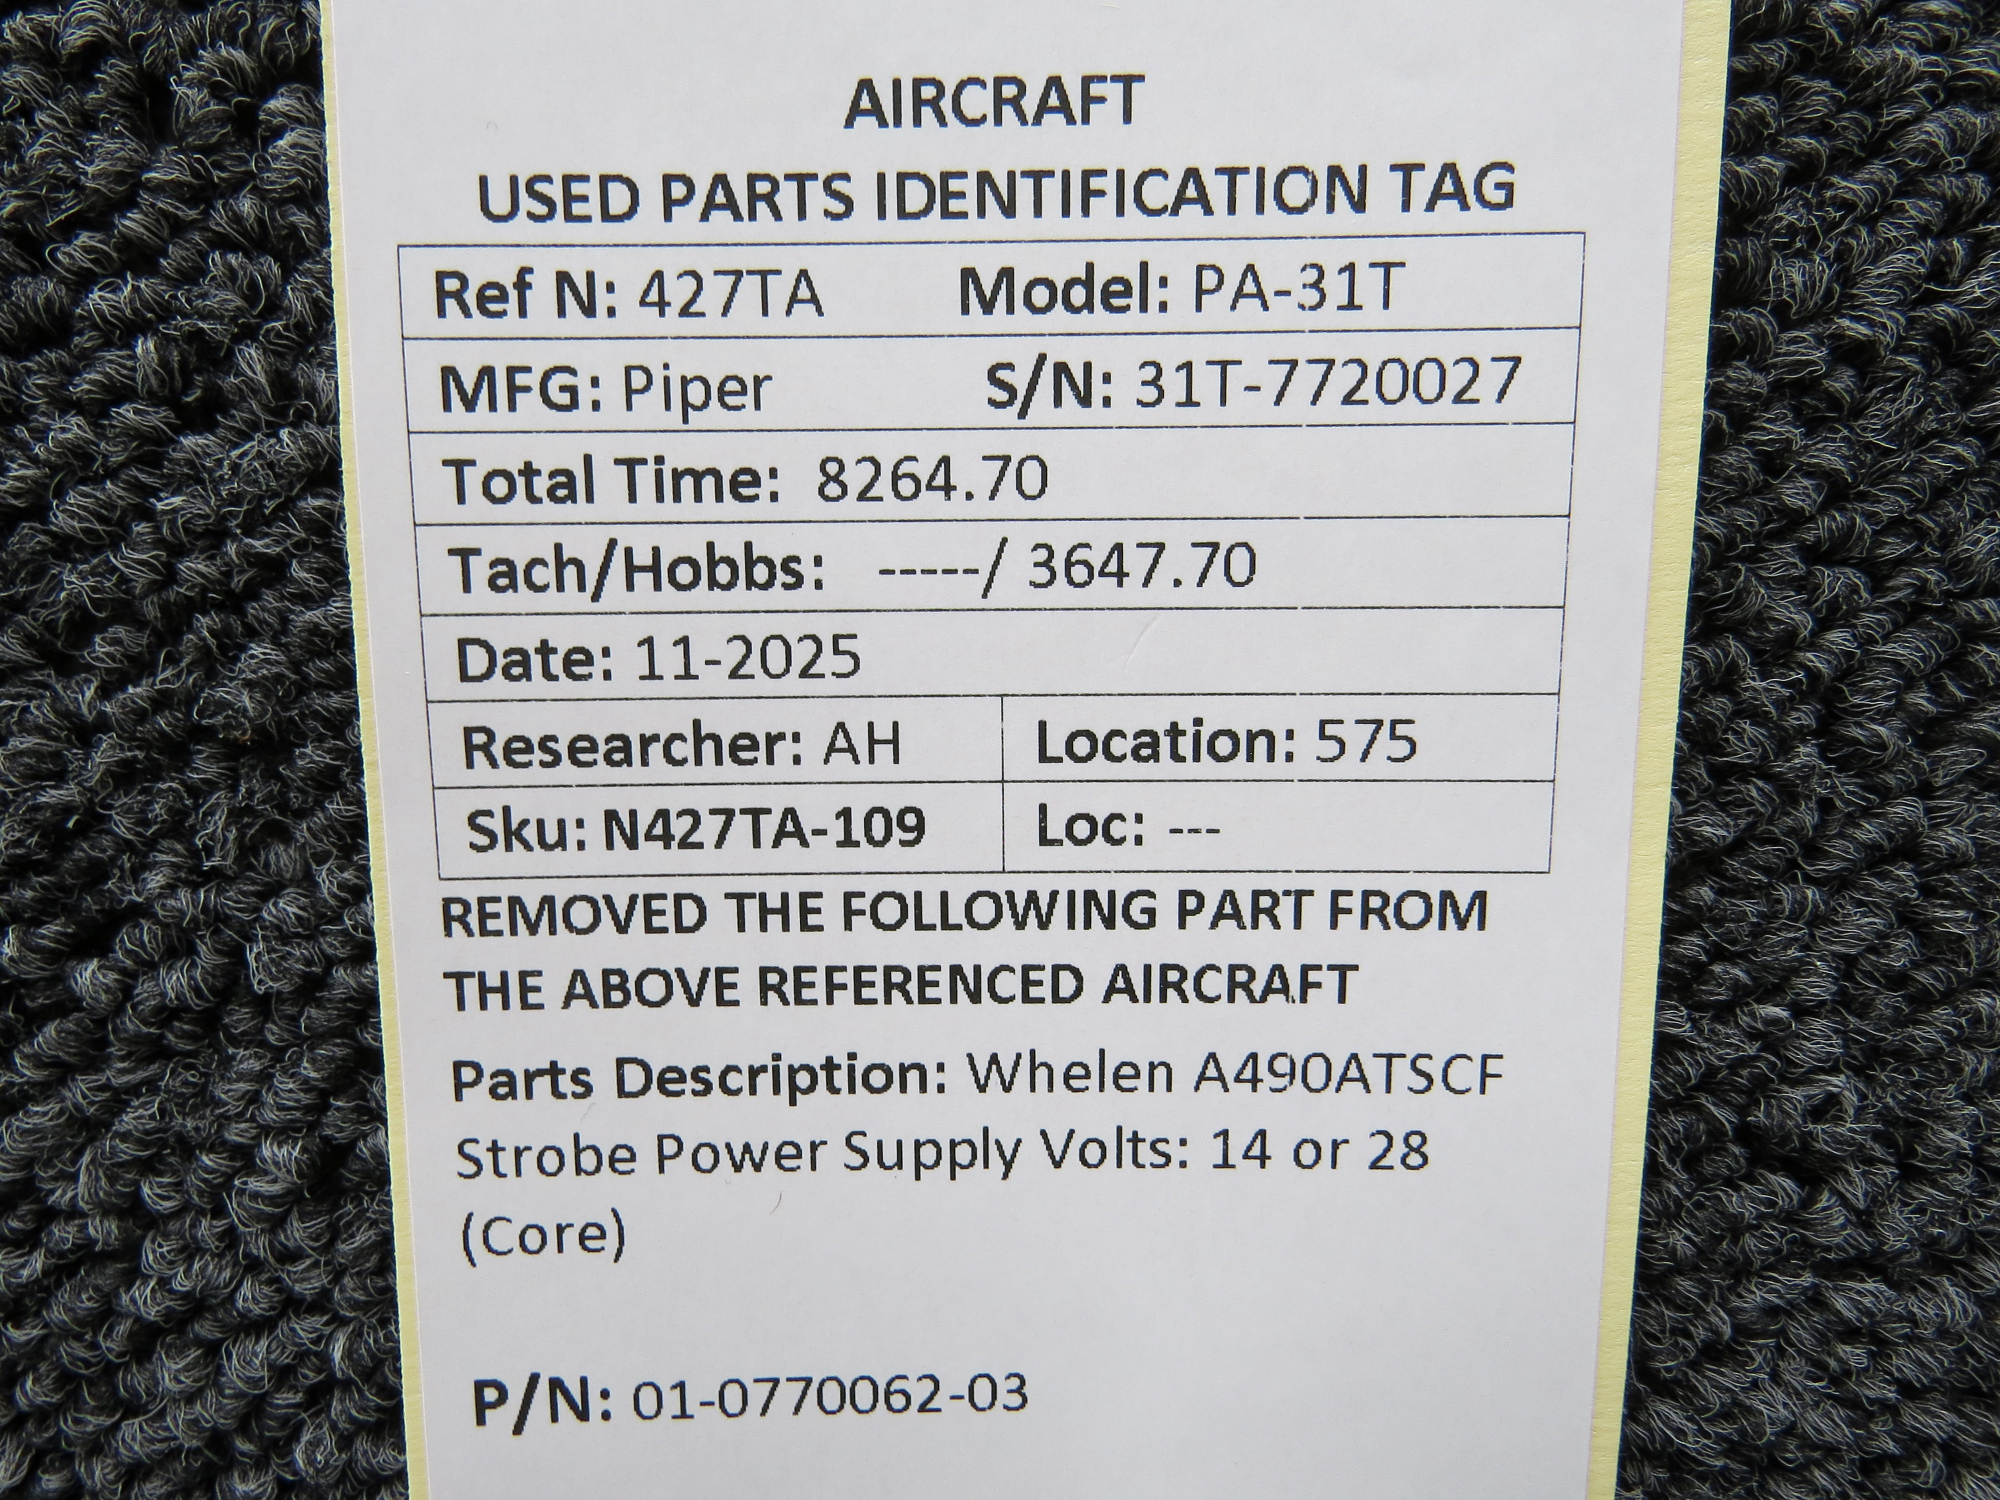 AIRCRAFT
USED PARTS IDENTIFICATION TAG
Ref N: 427TA Model: PA-31T
MFG: Piper S/N: 31T-7720027
Total Time: 8264.70
Tach/Hobbs: -----/ 3647.70
Date: 11-2025
Researcher: AH Location: 575
Sku: N427TA-109 Loc: ---
REMOVED THE FOLLOWING PART FROM
THE ABOVE REFERENCED AIRCRAFT
Parts Description: Whelen A490ATSCF
Strobe Power Supply Volts: 14 or 28
(Core)
P/N: 01-0770062-03